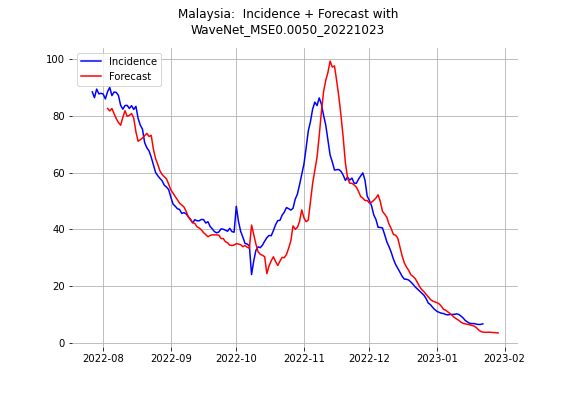 Malaysia:  Incidence + Forecast with
WaveNet_MSE0.0050_20221023
Incidence
Forecast
100
80
60
40
20
0
2022-08 2022-09 2022-10 2022-11 2022-12 2023-01 2023-02